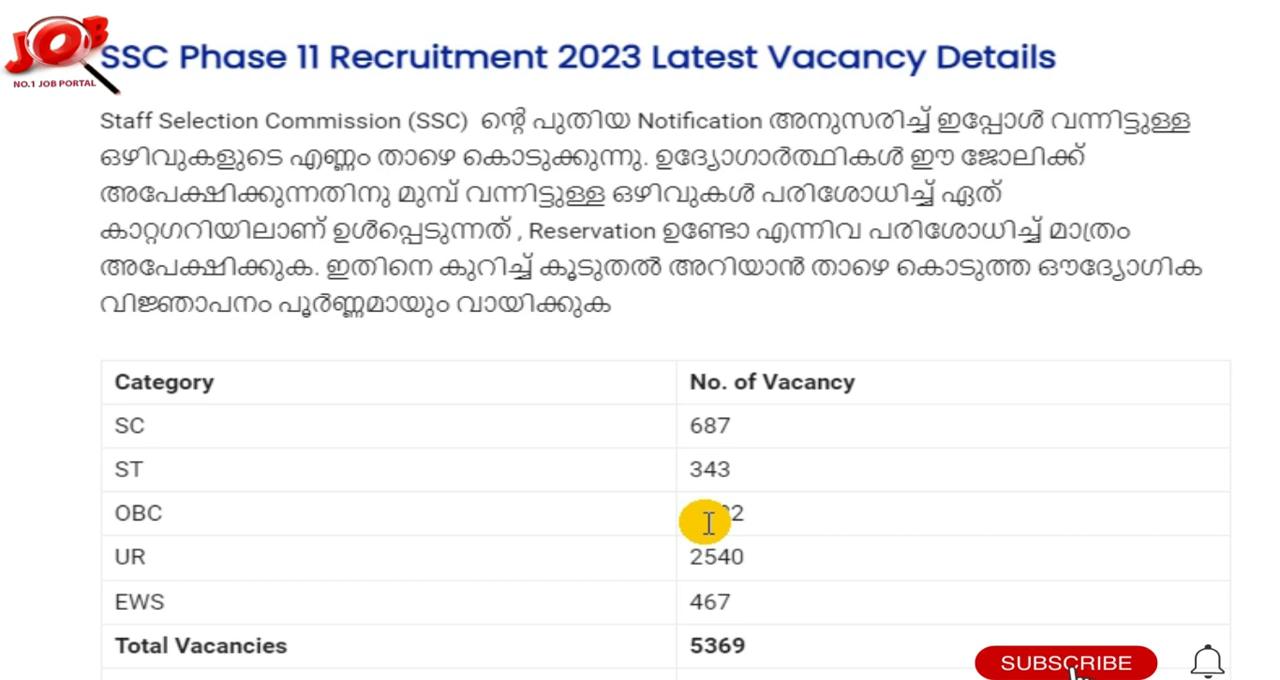 JOB
NO.1 JOB PORTAL
SSC Phase 11 Recruitment 2023 Latest Vacancy Details
Staff Selection Commission (SSC) ന്റെ പുതിയ Notification അനുസരിച്ച് ഇപ്പോൾ വന്നിട്ടുള്ള
ഒഴിവുകളുടെ എണ്ണം താഴെ കൊടുക്കുന്നു. ഉദ്യോഗാർത്ഥികൾ ഈ ജോലിക്ക്
അപേക്ഷിക്കുന്നതിനു മുമ്പ് വന്നിട്ടുള്ള ഒഴിവുകൾ പരിശോധിച്ച് ഏത്
കാറ്റഗറിയിലാണ് ഉൾപ്പെടുന്നത് , Reservation ഉണ്ടോ എന്നിവ പരിശോധിച്ച് മാത്രം
അപേക്ഷിക്കുക. ഇതിനെ കുറിച്ച് കൂടുതൽ അറിയാൻ താഴെ കൊടുത്ത ഔദ്യോഗിക
വിജ്ഞാപനം പൂർണ്ണമായും വായിക്കുക
Category No. of Vacancy
SC 687
ST 343
OBC
UR 2540
EWS 467
Total Vacancies 5369
SUBSCRIBE